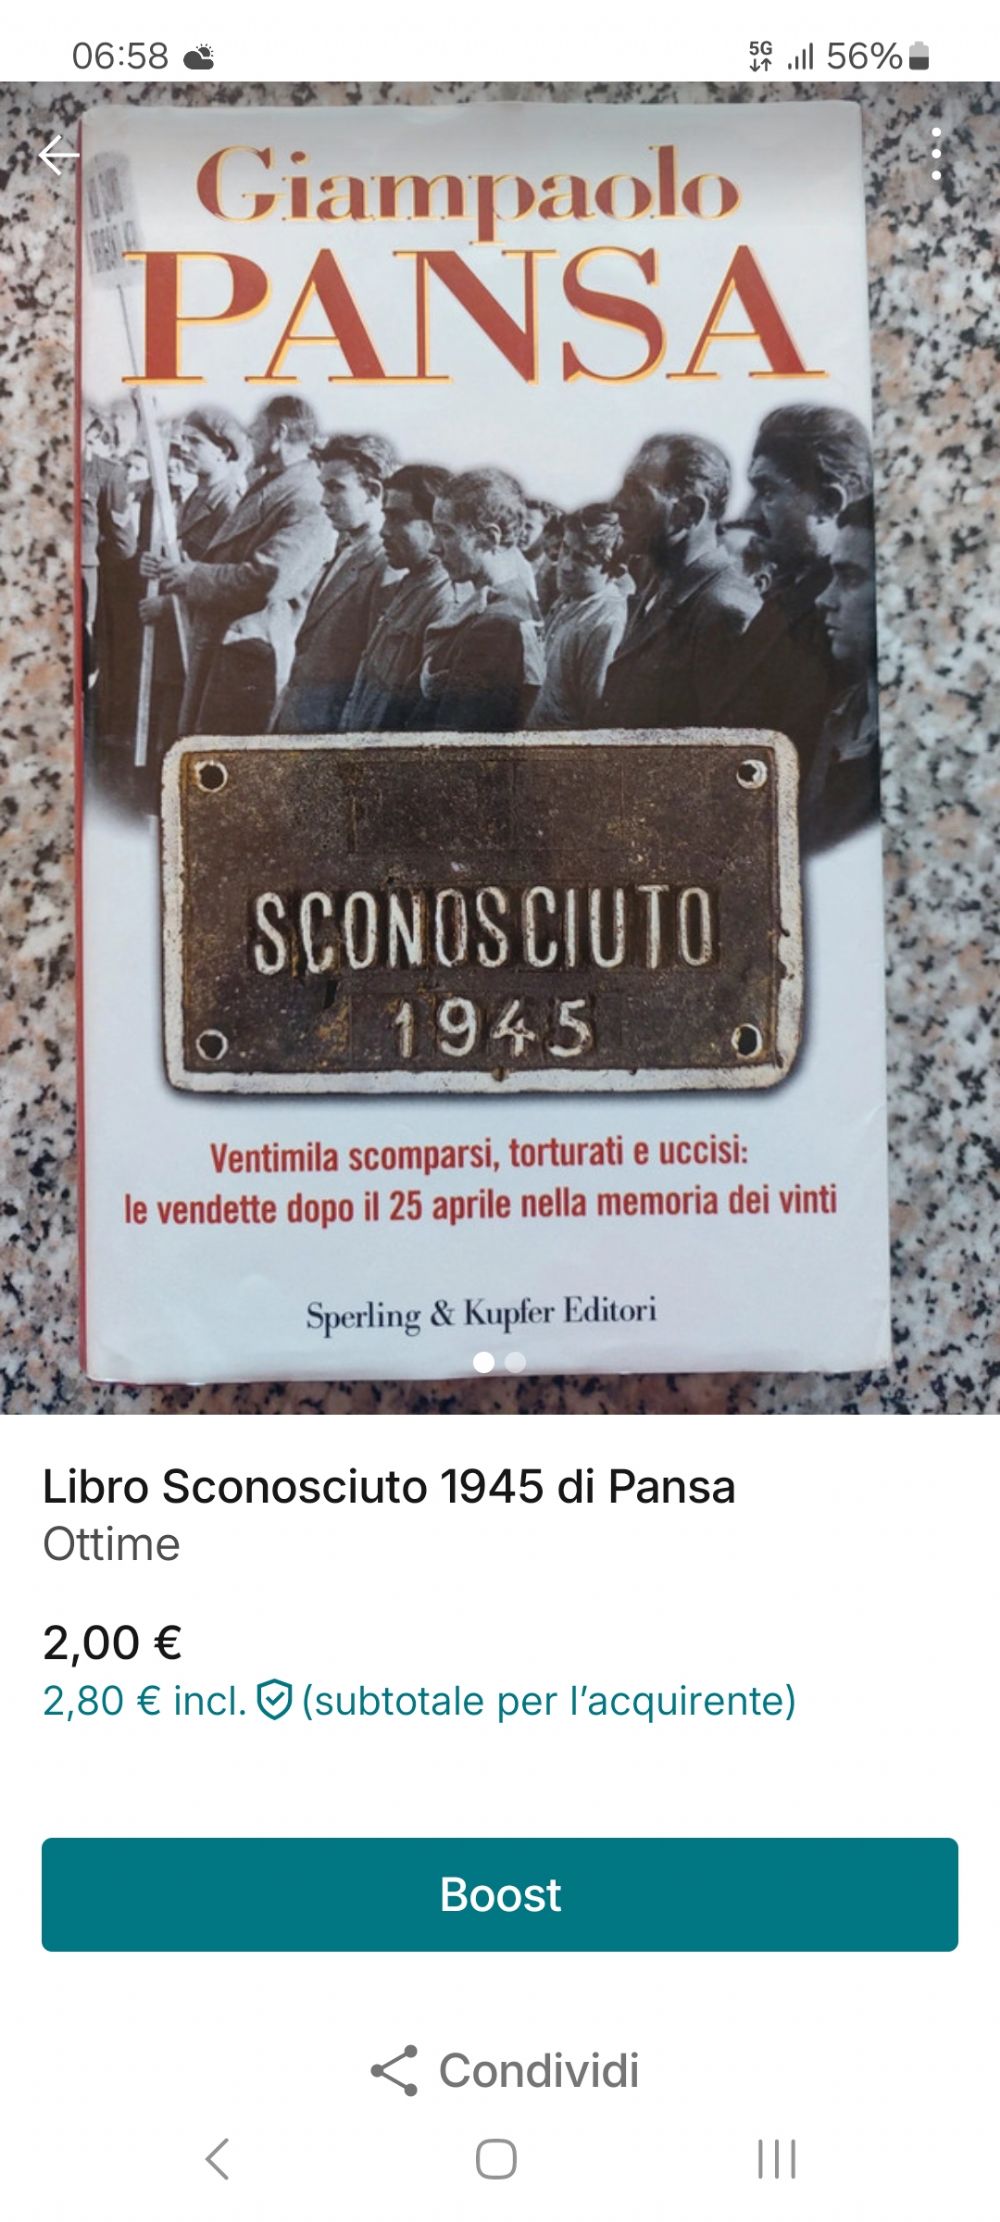 06:58
5G
56%
Giampaolo
PANSA
SCONOSCIUTO
1945
Ventimila scomparsi, torturati e uccisi:
le vendette dopo il 25 aprile nella memoria dei vinti
Sperling & Kupfer Editori
Libro Sconosciuto 1945 di Pansa
Ottime
2,00 €
2,80 € incl. (subtotale per l’acquirente)
Boost
Condividi